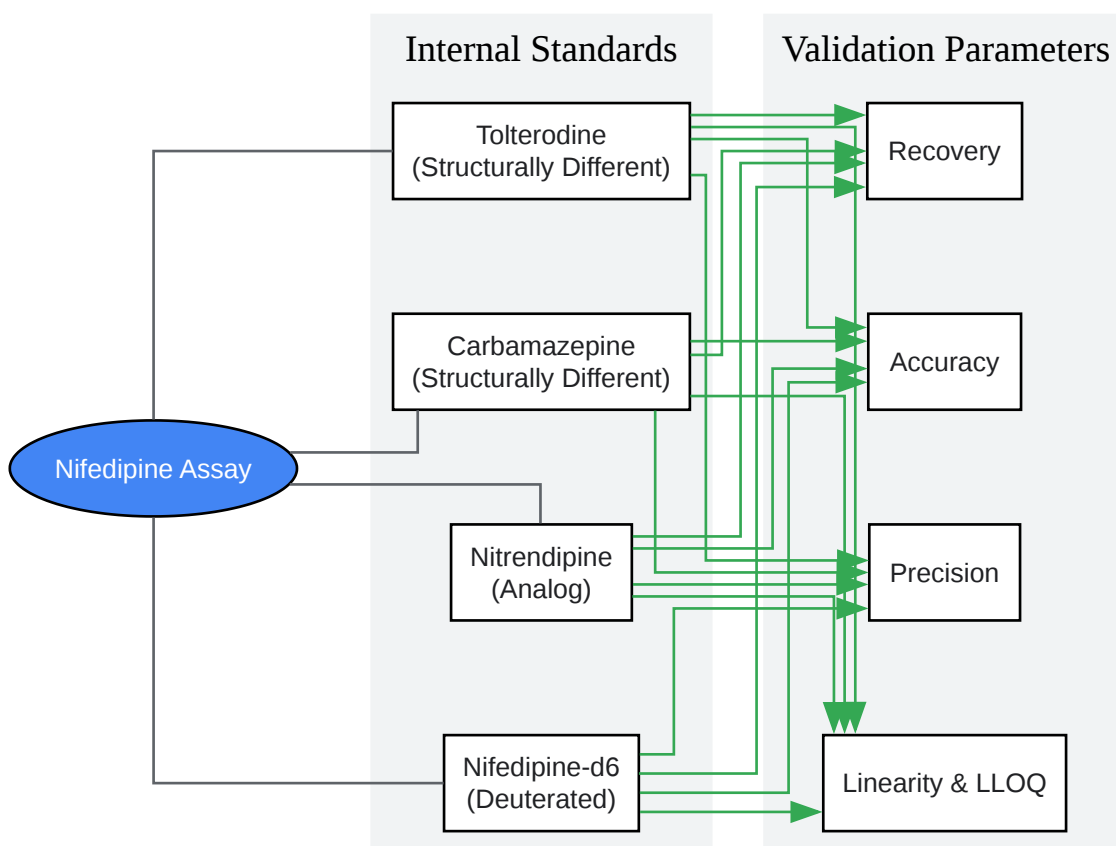 Internal Standards
Validation Parameters
Tolterodine
(Structurally Different)
Recovery
Carbamazepine
(Structurally Different)
Accuracy
Nifedipine Assay
Nitrendipine
(Analog)
Precision
Nifedipine-d6
(Deuterated)
Linearity & LLOQ